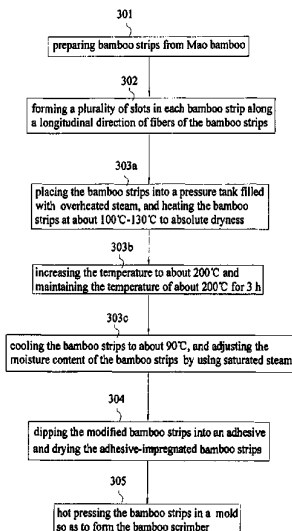 301
preparing bamboo strips from Mao bamboo
302
forming a plurality of slots in each bamboo strip along
a longitudinal direction of fibers of the bamboo strips
303a
placing the bamboo strips into a pressure tank filled
with overheated steam, and heating the bamboo
strips at about 100℃-130℃ to absolute dryness
303b
increasing the temperature to about 200℃ and
maintaining the temperature of about 200℃ for 3 h
303c
cooling the bamboo strips to about 90℃, and adjusting the
moisture content of the bamboo strips by using saturated steam
304
dipping the modified bamboo strips into an adhesive
and drying the adhesive-impregnated bamboo strips
305
hot pressing the bamboo strips in a mold
so as to form the bamboo scrimber